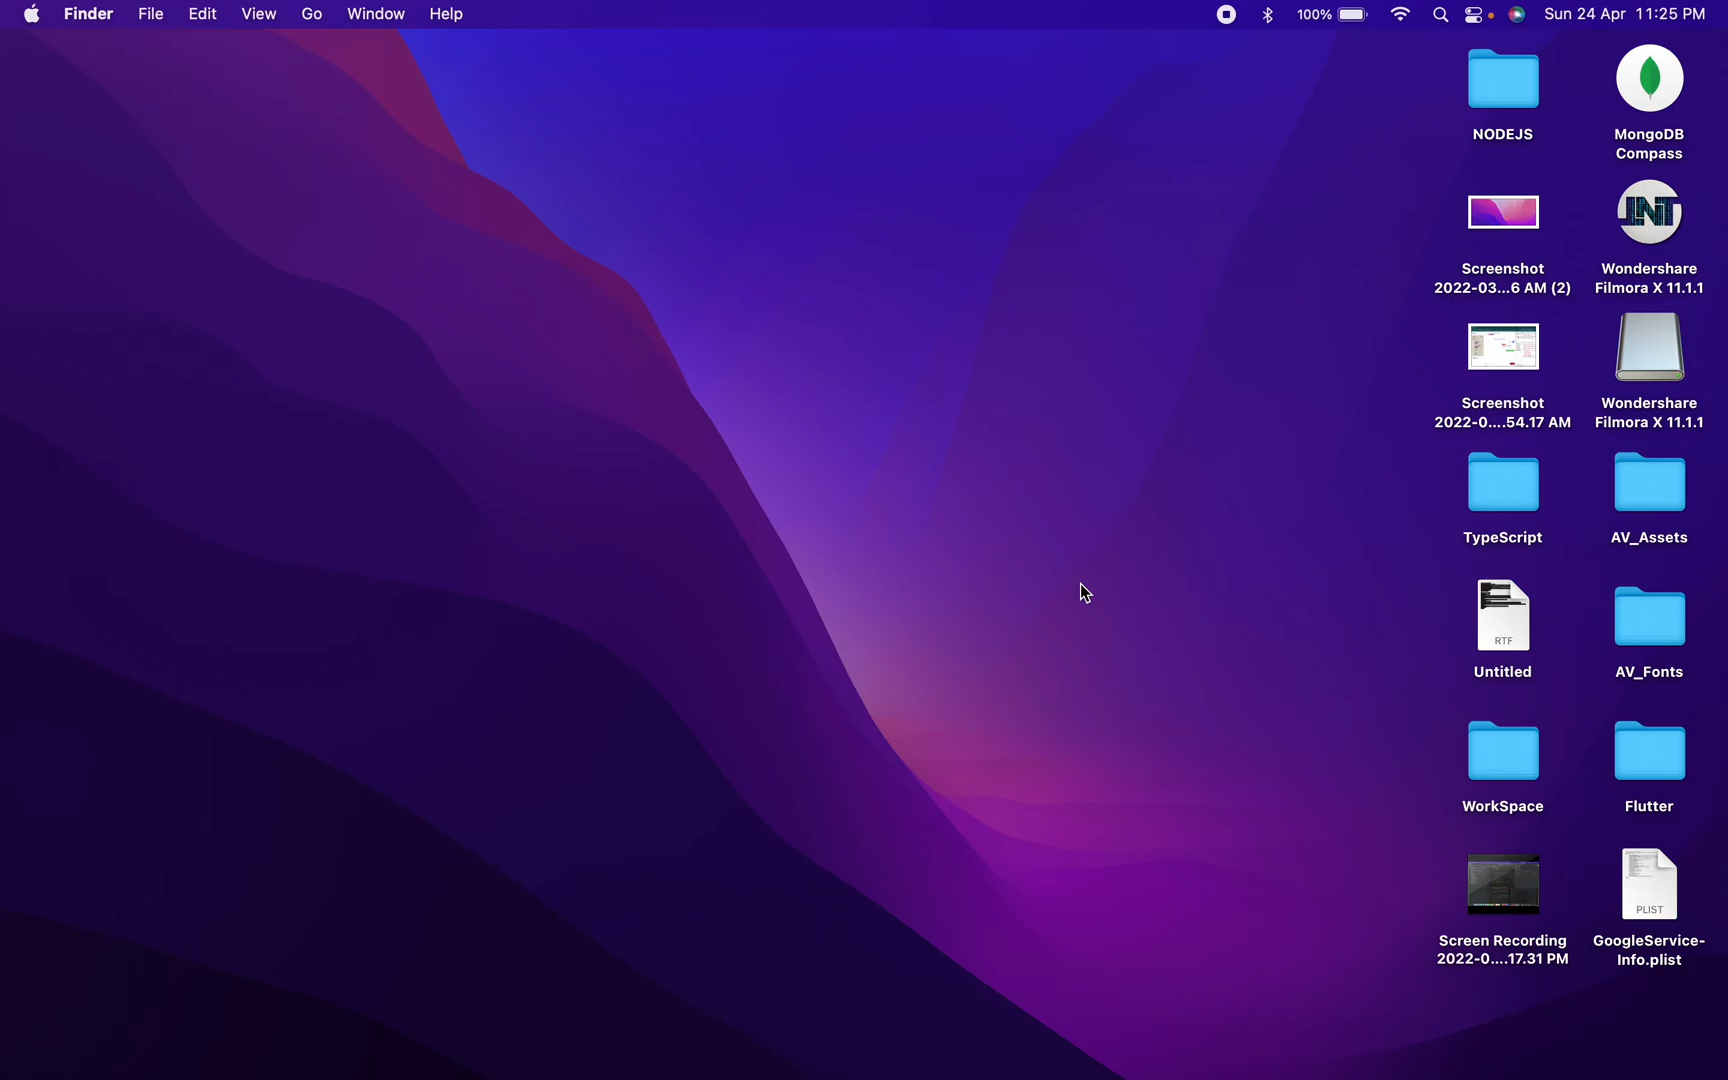 Finder File Edit View Go Window Help 100% Sun 24 Apr 11:25 PM
NODEJS
MongoDB
Compass
Screenshot
2022-03...6 AM (2)
Wondershare
Filmora X 11.1.1
Screenshot
2022-0....54.17 AM
Wondershare
Filmora X 11.1.1
TypeScript
AV_Assets
RTF
Untitled
AV_Fonts
WorkSpace
Flutter
Screen Recording
2022-0....17.31 PM
PLIST
GoogleService-
Info.plist